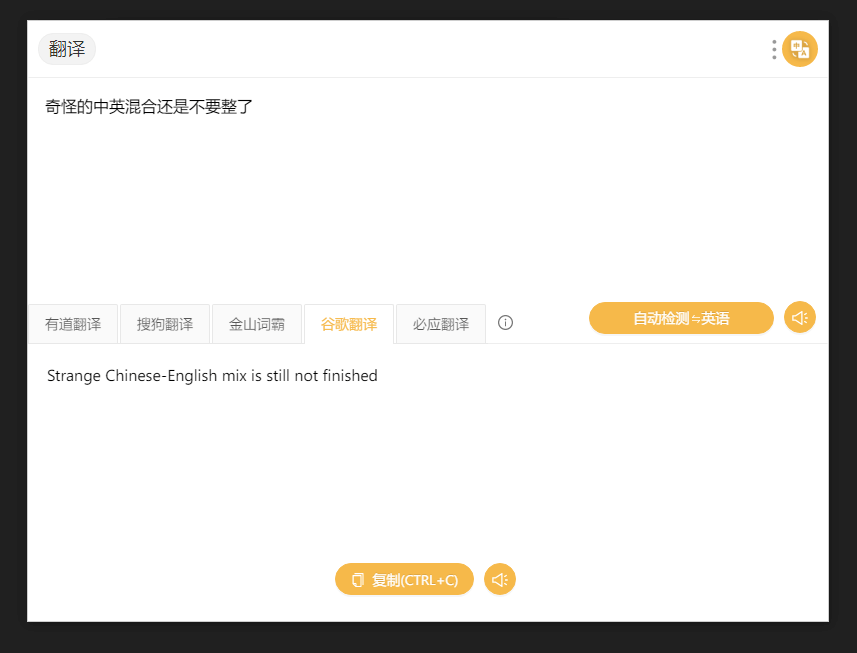 翻译
奇怪的中英混合还是不要整了
有道翻译
搜狗翻译
金山词霸
谷歌翻译
必应翻译
自动检测⇋英语
Strange Chinese-English mix is still not finished
复制(CTRL+C)